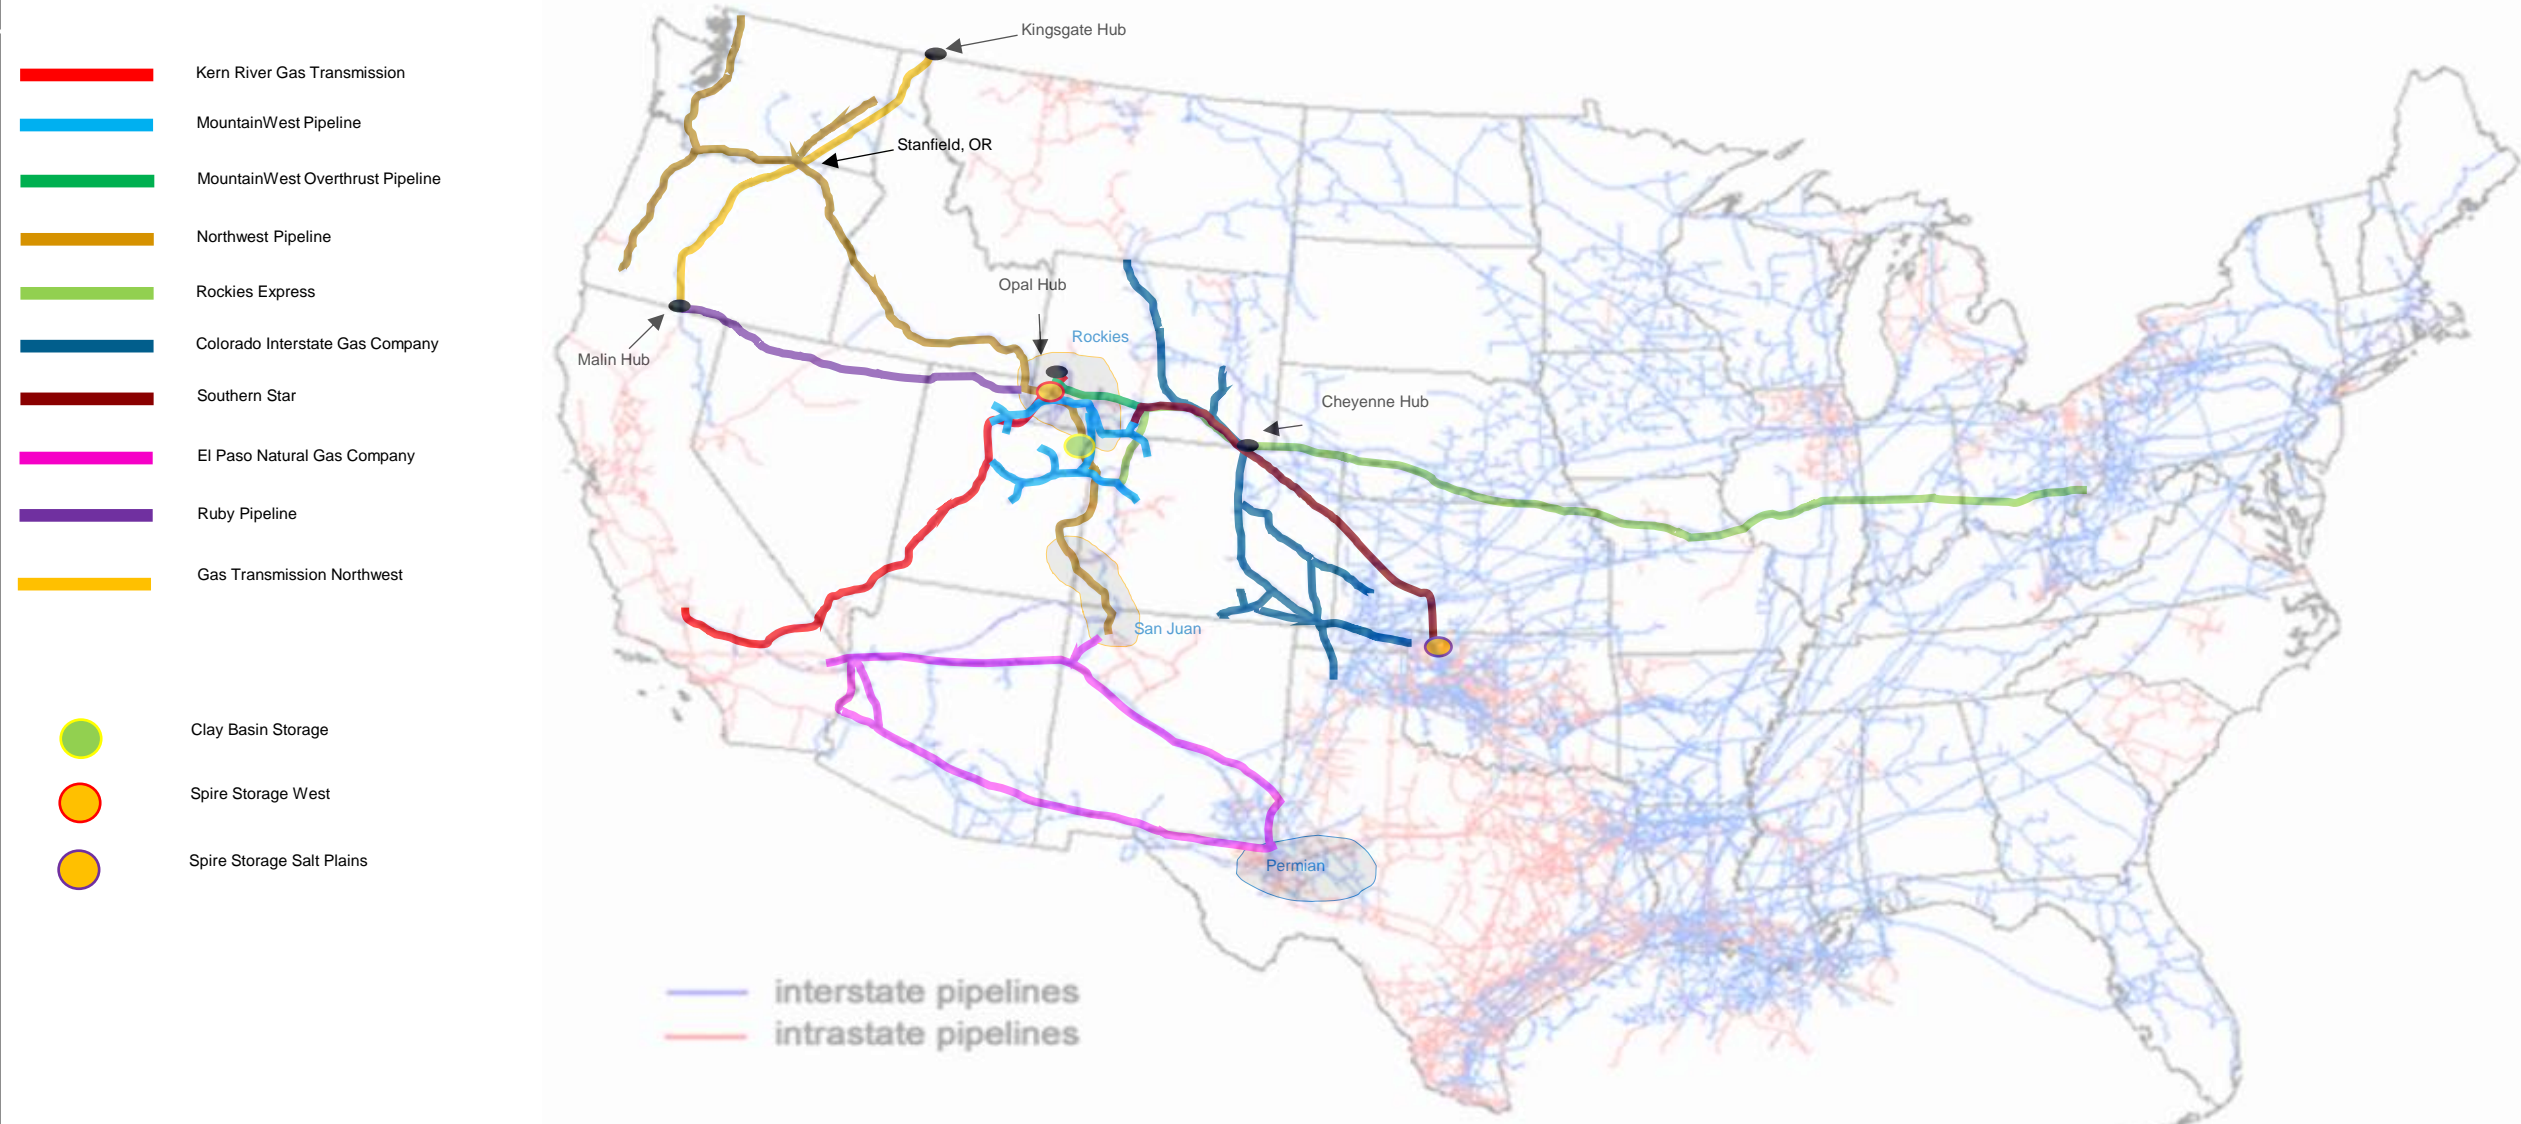 Kern River Gas Transmission
MountainWest Pipeline
MountainWest Overthrust Pipeline
Northwest Pipeline
Rockies Express
Colorado Interstate Gas Company
Southern Star
El Paso Natural Gas Company
Ruby Pipeline
Gas Transmission Northwest
Clay Basin Storage
Spire Storage West
Spire Storage Salt Plains
Kingsgate Hub
Stanfield, OR
Opal Hub
Rockies
Malin Hub
Cheyenne Hub
San Juan
Permian
interstate pipelines
intrastate pipelines